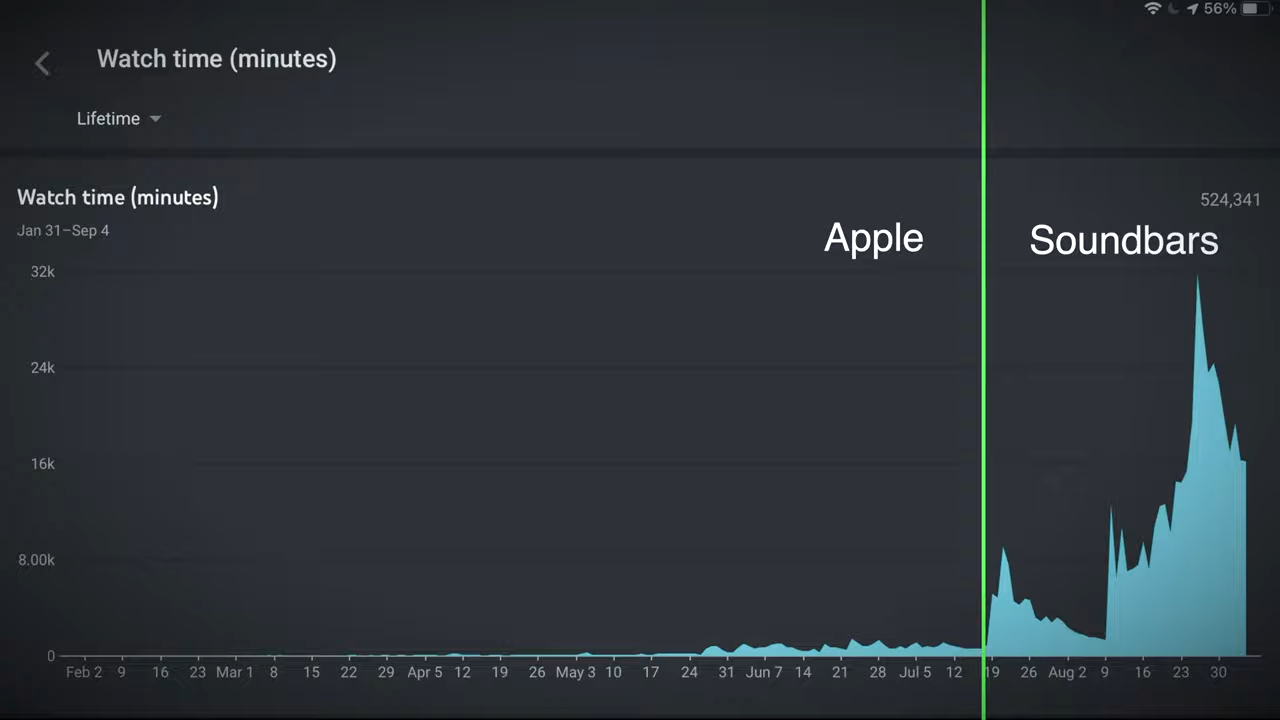 56%
Watch time (minutes)
Lifetime
Watch time (minutes)
524,341
Jan 31–Sep 4
Apple
Soundbars
32k
24k
16k
8.00k
0
Feb 2 9 16 23 Mar 1 8 15 22 29 Apr 5 12 19 26 May 3 10 17 24 31 Jun 7 14 21 28 Jul 5 12 19 26 Aug 2 9 16 23 30